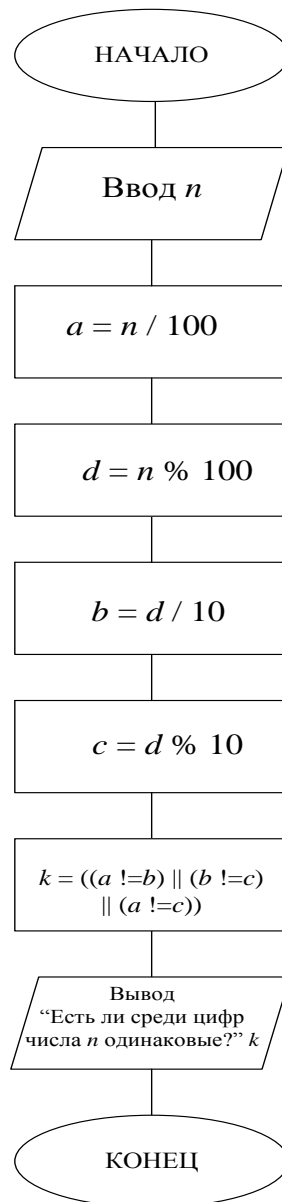 НАЧАЛО
Ввод n
a = n / 100
d = n % 100
b = d / 10
c = d % 10
k = ((a !=b) || (b !=c)
|| (a !=c))
Вывод
“Есть ли среди цифр
числа n одинаковые?” k
КОНЕЦ